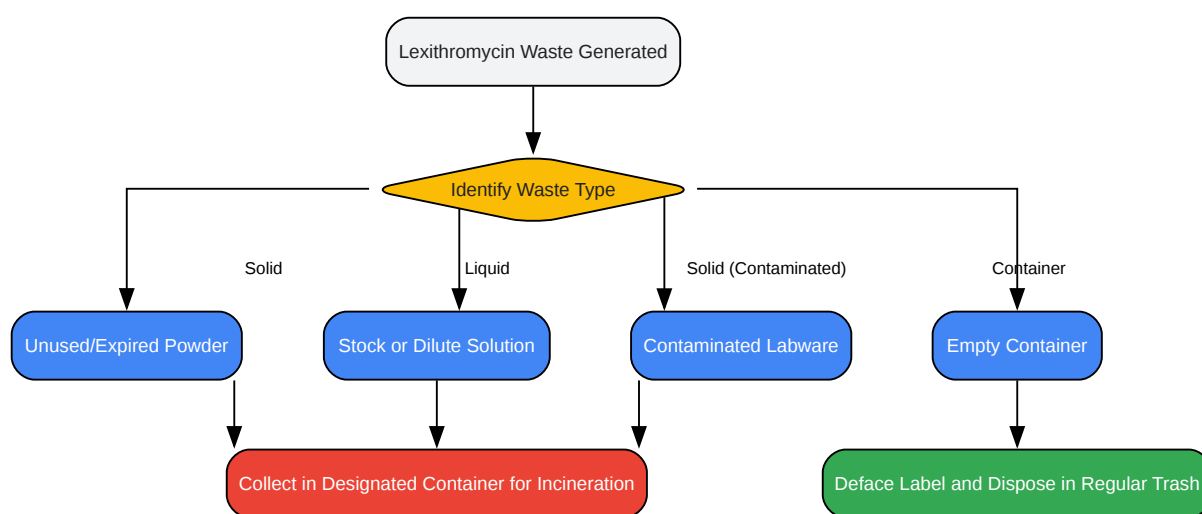 Lexithromycin Waste Generated
Identify Waste Type
Solid
Liquid
Solid (Contaminated)
Container
Unused/Expired Powder
Stock or Dilute Solution
Contaminated Labware
Empty Container
Collect in Designated Container for Incineration
Deface Label and Dispose in Regular Trash